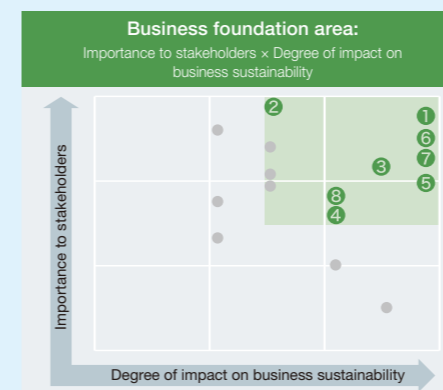 Business foundation area:
Importance to stakeholders × Degree of impact on
business sustainability
Importance to stakeholders
2
1
6
7
3
5
8
4
Degree of impact on business sustainability